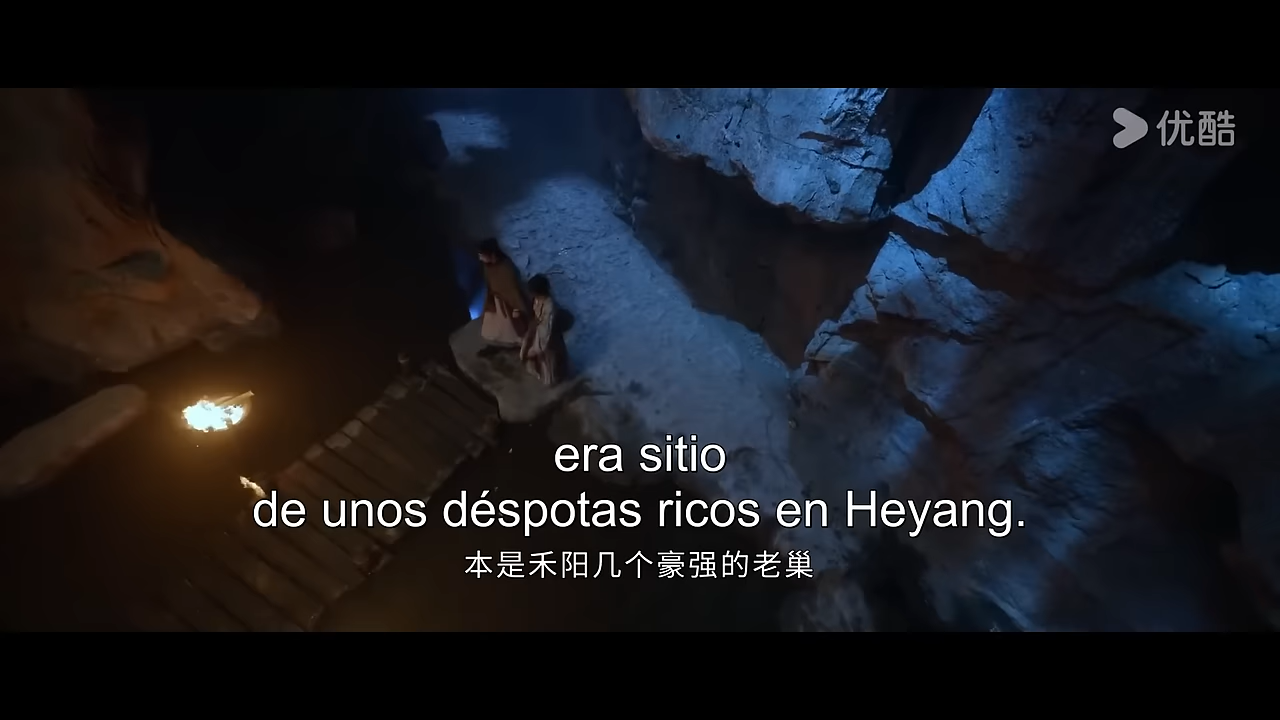 优酷
era sitio
de unos déspotas ricos en Heyang.
本是禾阳几个豪强的老巢